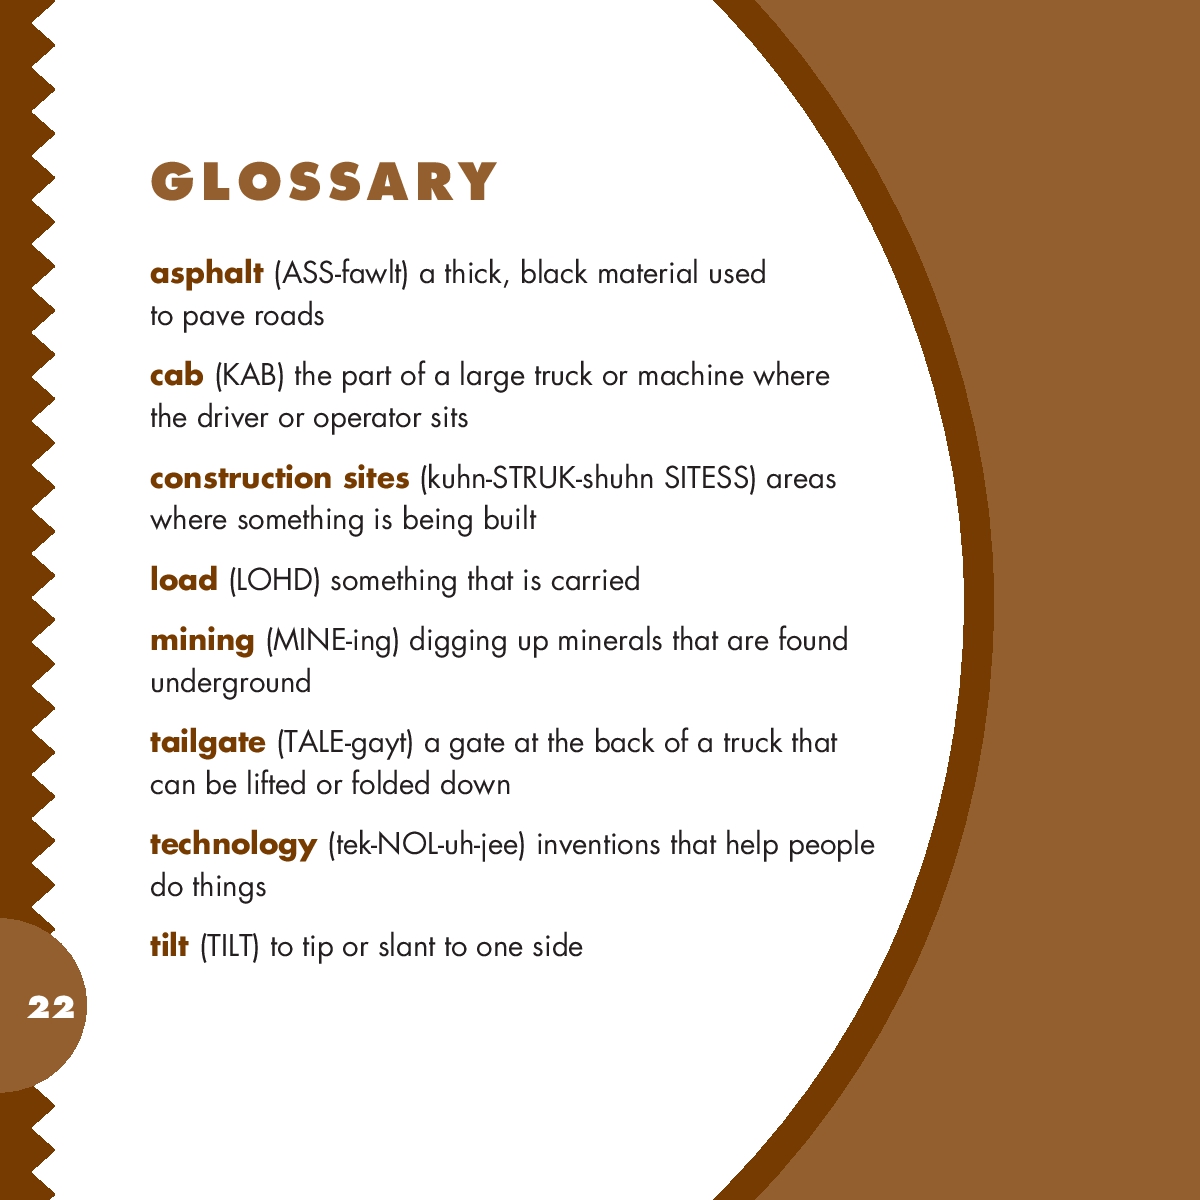 GLOSSARY
asphalt (ASS-fawlt) a thick, black material used
to pave roads
cab (KAB) the part of a large truck or machine where
the driver or operator sits
construction sites (kuhn-STRUK-shuhn SITESS) areas
where something is being built
load (LOHD) something that is carried
mining (MINE-ing) digging up minerals that are found
underground
tailgate (TALE-gayt) a gate at the back of a truck that
can be lifted or folded down
technology (tek-NOL-uh-jee) inventions that help people
do things
tilt (TILT) to tip or slant to one side
22